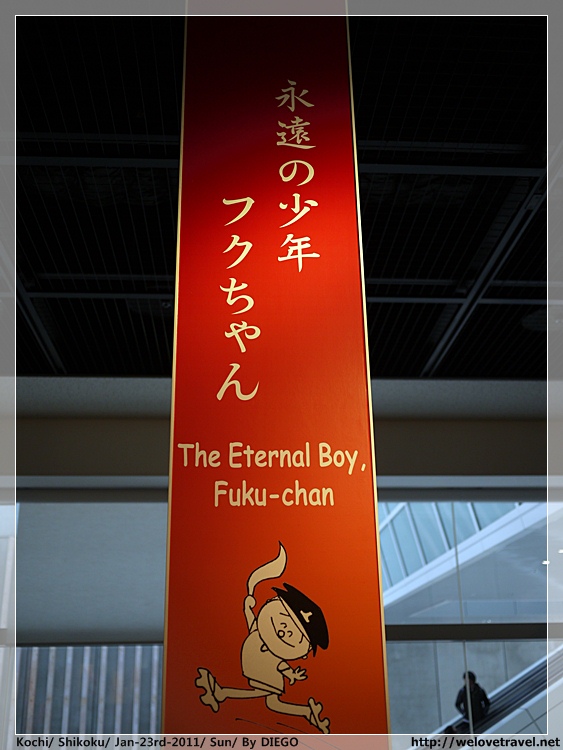 永遠の少年
フクちゃん
The Eternal Boy,
Fuku-chan
Kochi/ Shikoku/ Jan-23rd-2011/ Sun/ By DIEGO
http://welovetravel.net